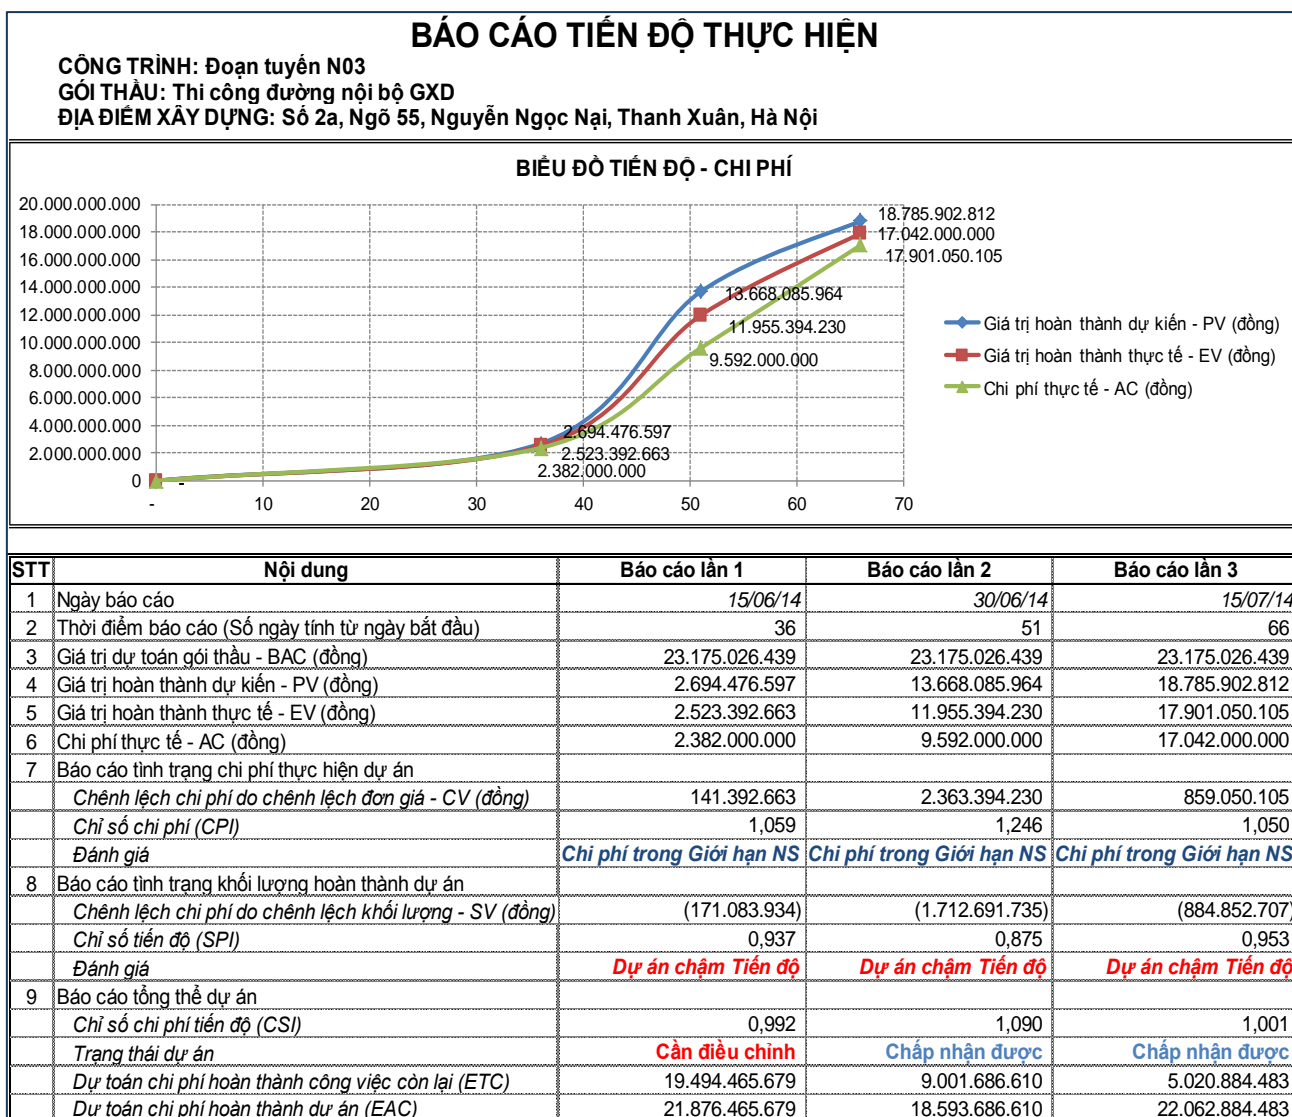 BÁO CÁO TIẾN ĐỘ THỰC HIỆN
CÔNG TRÌNH: Đoạn tuyến N03
GÓI THẦU: Thi công đường nội bộ GXD
ĐỊA ĐIỂM XÂY DỰNG: Số 2a, Ngõ 55, Nguyễn Ngọc Nại, Thanh Xuân, Hà Nội
BIỂU ĐỒ TIẾN ĐỘ - CHI PHÍ
20.000.000.000
18.000.000.000
16.000.000.000
14.000.000.000
12.000.000.000
10.000.000.000
8.000.000.000
6.000.000.000
4.000.000.000
2.000.000.000
0
- 10 20 30 40 50 60 70
-
2.694.476.597
2.523.392.663
2.382.000.000
13.668.085.964
11.955.394.230
9.592.000.000
18.785.902.812
17.042.000.000
17.901.050.105
Giá trị hoàn thành dự kiến - PV (đồng)
Giá trị hoàn thành thực tế - EV (đồng)
Chi phí thực tế - AC (đồng)
STT Nội dung Báo cáo lần 1 Báo cáo lần 2 Báo cáo lần 3
1 Ngày báo cáo 15/06/14 30/06/14 15/07/14
2 Thời điểm báo cáo (Số ngày tính từ ngày bắt đầu) 36 51 66
3 Giá trị dự toán gói thầu - BAC (đồng) 23.175.026.439 23.175.026.439 23.175.026.439
4 Giá trị hoàn thành dự kiến - PV (đồng) 2.694.476.597 13.668.085.964 18.785.902.812
5 Giá trị hoàn thành thực tế - EV (đồng) 2.523.392.663 11.955.394.230 17.901.050.105
6 Chi phí thực tế - AC (đồng) 2.382.000.000 9.592.000.000 17.042.000.000
7 Báo cáo tình trạng chi phí thực hiện dự án
Chênh lệch chi phí do chênh lệch đơn giá - CV (đồng) 141.392.663 2.363.394.230 859.050.105
Chỉ số chi phí (CPI) 1,059 1,246 1,050
Đánh giá Chi phí trong Giới hạn NS Chi phí trong Giới hạn NS Chi phí trong Giới hạn NS
8 Báo cáo tình trạng khối lượng hoàn thành dự án
Chênh lệch chi phí do chênh lệch khối lượng - SV (đồng) (171.083.934) (1.712.691.735) (884.852.707)
Chỉ số tiến độ (SPI) 0,937 0,875 0,953
Đánh giá Dự án chậm Tiến độ Dự án chậm Tiến độ Dự án chậm Tiến độ
9 Báo cáo tổng thể dự án
Chỉ số chi phí tiến độ (CSI) 0,992 1,090 1,001
Trạng thái dự án Cần điều chỉnh Chấp nhận được Chấp nhận được
Dự toán chi phí hoàn thành công việc còn lại (ETC) 19.494.465.679 9.001.686.610 5.020.884.483
Dự toán chi phí hoàn thành dự án (EAC) 21.876.465.679 18.593.686.610 22.062.884.483